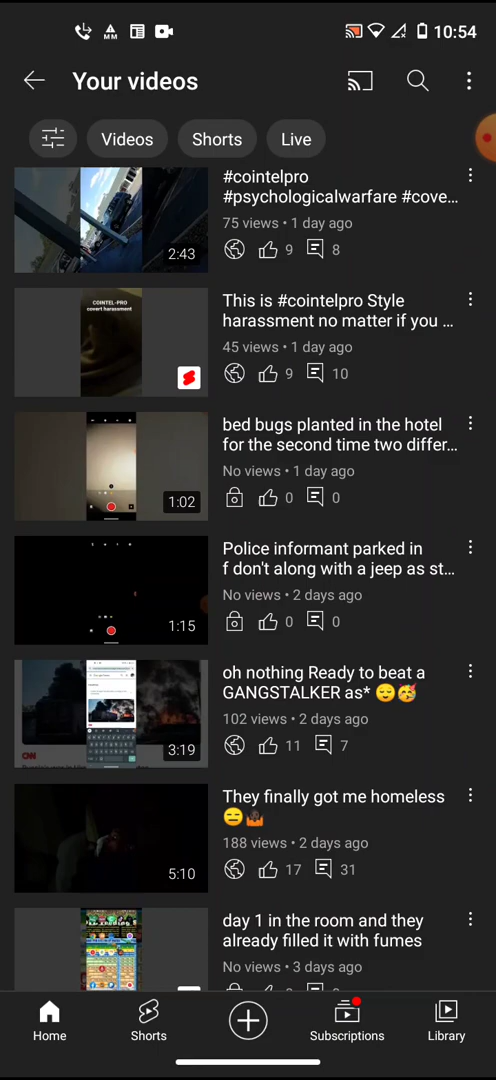 10:54
Your videos
Videos Shorts Live
#cointelpro
#psychologicalwarfare #cove...
75 views • 1 day ago
9 8
2:43
COINTEL-PRO
covert harassment
This is #cointelpro Style
harassment no matter if you ...
45 views • 1 day ago
9 10
bed bugs planted in the hotel
for the second time two differ...
No views • 1 day ago
0 0
1:02
Police informant parked in
f don't along with a jeep as st...
No views • 2 days ago
0 0
1:15
oh nothing Ready to beat a
GANGSTALKER as* 😌🥳
102 views • 2 days ago
11 7
CNN
3:19
They finally got me homeless
😑🤷🏾
188 views • 2 days ago
17 31
5:10
day 1 in the room and they
already filled it with fumes
No views • 3 days ago
Home Shorts Subscriptions Library